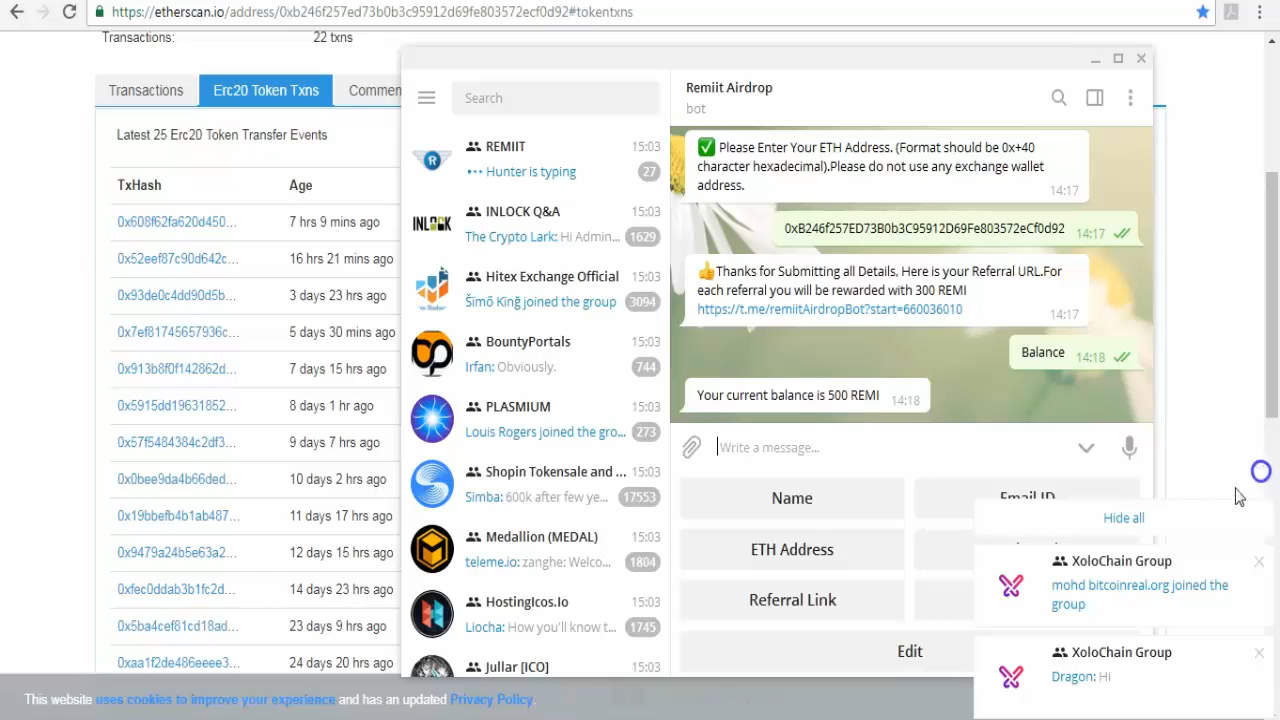 https://etherscan.io/address/0xb246f257ed73b0b3c95912d69fe803572ecf0d92#tokentxns
Transactions: 22 txns
Transactions Erc20 Token Txns Commen
Latest 25 Erc20 Token Transfer Events
TxHash Age
0x608f62fa620d450... 7 hrs 9 mins ago
0x52eef87c90d642c... 16 hrs 21 mins ago
0x93de0c4dd90d5b... 3 days 23 hrs ago
0x7ef81745657936c... 5 days 30 mins ago
0x913b8f0f142862d... 7 days 15 hrs ago
0x5915dd19631852... 8 days 1 hr ago
0x57f5484384c2df3... 9 days 7 hrs ago
0x0bee9da4b66ded... 10 days 2 hrs ago
0x19bbefb4b1ab487... 11 days 17 hrs ago
0x9479a24b5e63a2... 12 days 15 hrs ago
0xfec0ddab3b1fc2d... 14 days 23 hrs ago
0x5ba4cef81cd18ad... 23 days 9 hrs ago
0xaa1f2de486eeee3... 24 days 20 hrs ago
This website uses cookies to improve your experience and has an updated Privacy Policy.
Search
REMIIT 15:03
••• Hunter is typing 27
INLOCK
INLOCK Q&A 15:03
The Crypto Lark: Hi Admin,... 1629
Hitex Exchange Official 15:03
Šimő Kinğ joined the group 3094
BountyPortals 15:03
Irfan: Obviously. 744
PLASMIUM 15:03
Louis Rogers joined the gro... 273
Shopin Tokensale and ... 15:03
Simba: 600k after few ye... 17553
Medallion (MEDAL) 15:03
teleme.io: zanghe: Welco... 1804
HostingIcos.Io 15:03
Liocha: How you'll know t... 1745
Jullar [ICO] 15:03
Remiit Airdrop
bot
Please Enter Your ETH Address. (Format should be 0x+40
character hexadecimal).Please do not use any exchange wallet
address. 14:17
0xB246f257ED73B0b3C95912D69Fe803572eCf0d92 14:17
Thanks for Submitting all Details, Here is your Referral URL.For
each referral you will be rewarded with 300 REMI
https://t.me/remiitAirdropBot?start=660036010 14:17
Balance 14:18
Your current balance is 500 REMI 14:18
Write a message...
Name Email ID
ETH Address
Referral Link
Edit
Hide all
XoloChain Group
mohd bitcoinreal.org joined the
group
XoloChain Group
Dragon: Hi